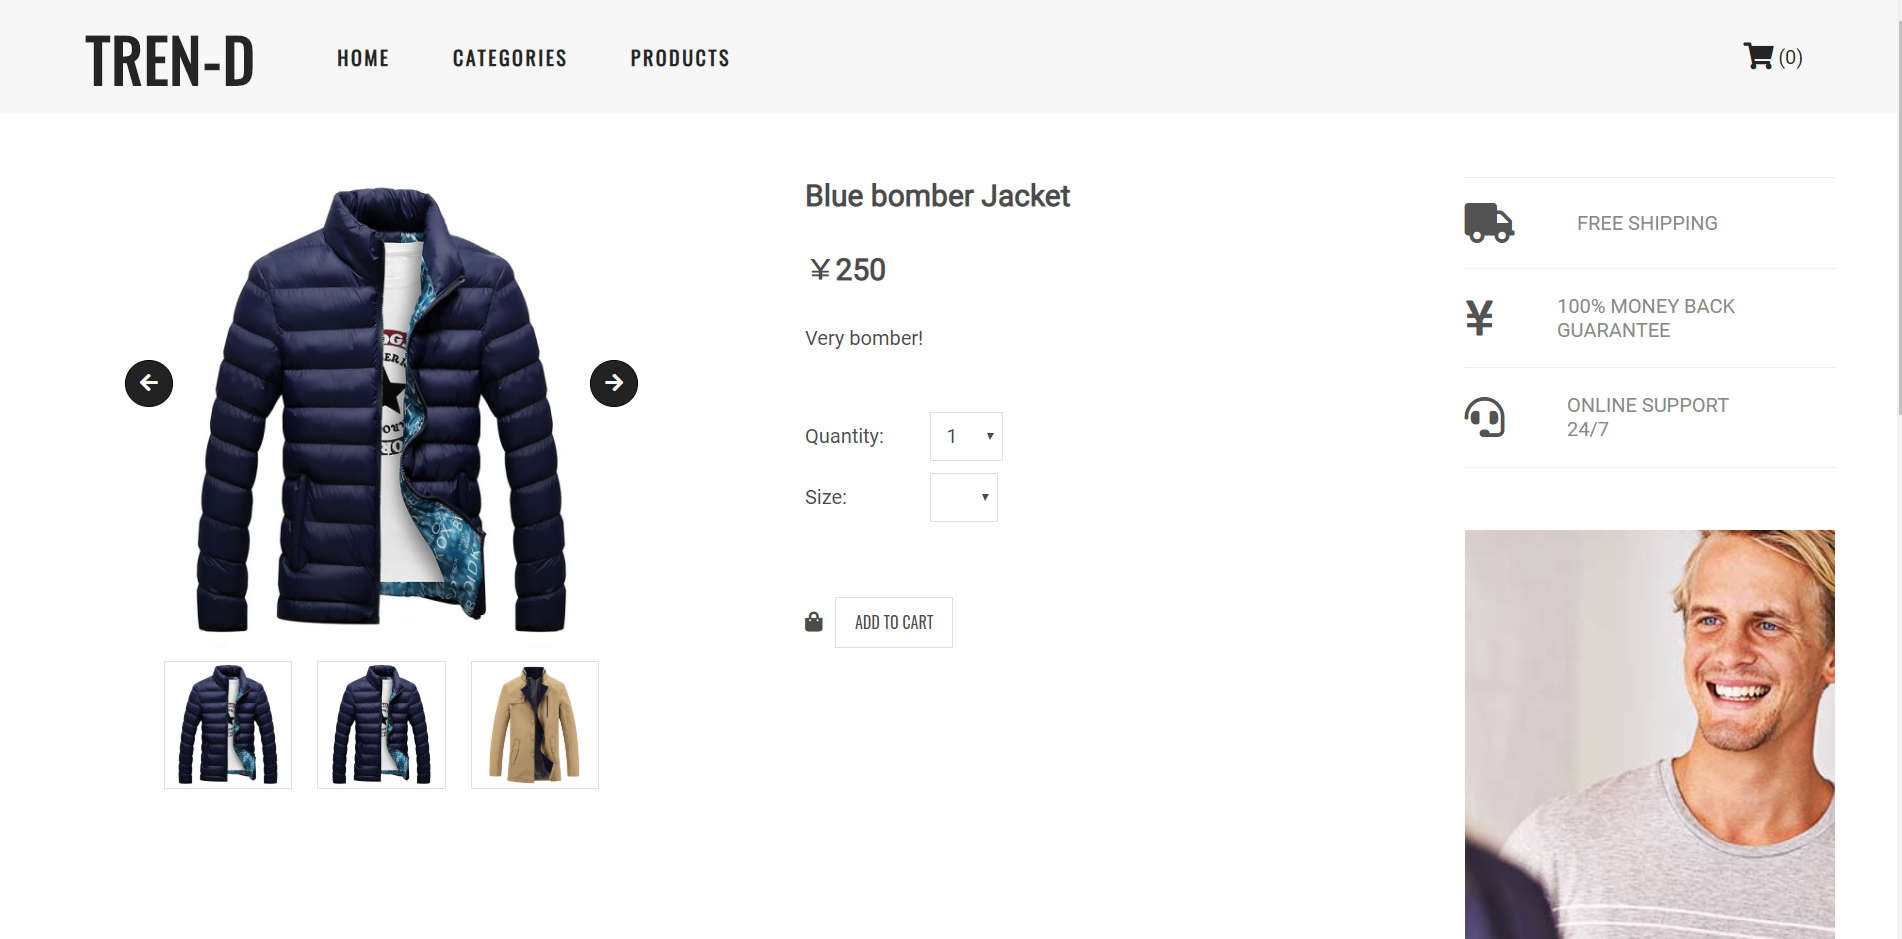 TREN-D
HOME CATEGORIES PRODUCTS
(0)
Blue bomber Jacket
￥250
Very bomber!
Quantity: 1
Size:
ADD TO CART
FREE SHIPPING
100% MONEY BACK
GUARANTEE
ONLINE SUPPORT
24/7